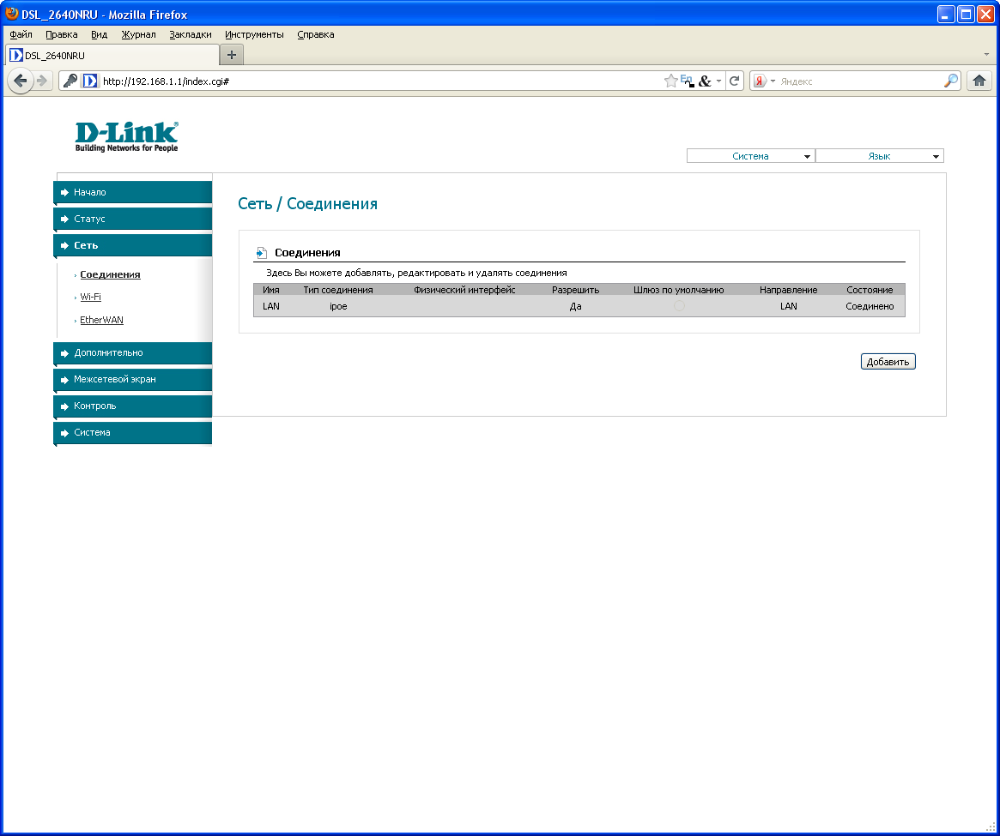 DSL_2640NRU - Mozilla Firefox
Файл Правка Вид Журнал Закладки Инструменты Справка
DSL_2640NRU
http://192.168.1.1/index.cgi#
En
&
Я
Яндекс
D-Link®
Building Networks for People
Система Язык
Начало
Статус
Сеть
Соединения
Wi-Fi
EtherWAN
Дополнительно
Межсетевой экран
Контроль
Система
Сеть / Соединения
Соединения
Здесь Вы можете добавлять, редактировать и удалять соединения
Имя Тип соединения Физический интерфейс Разрешить Шлюз по умолчанию Направление Состояние
LAN ipoe Да LAN Соединено
Добавить